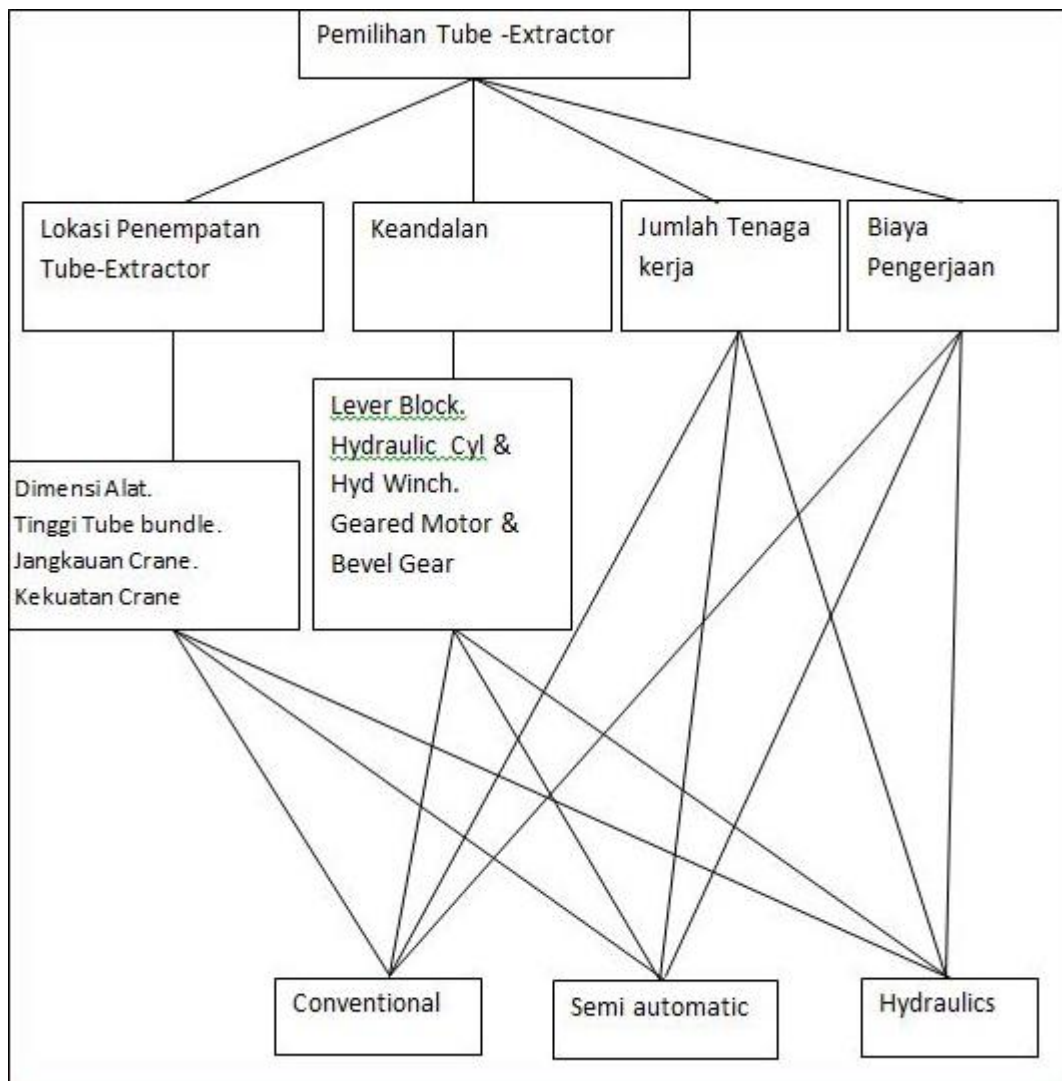 Pemilihan Tube -Extractor
Lokasi Penempatan
Tube-Extractor
Keandalan
Jumlah Tenaga
kerja
Biaya
Pengerjaan
Lever Block.
Hydraulic Cyl &
Hyd Winch.
Geared Motor &
Bevel Gear
Dimensi Alat.
Tinggi Tube bundle.
Jangkauan Crane.
Kekuatan Crane
Conventional
Semi automatic
Hydraulics